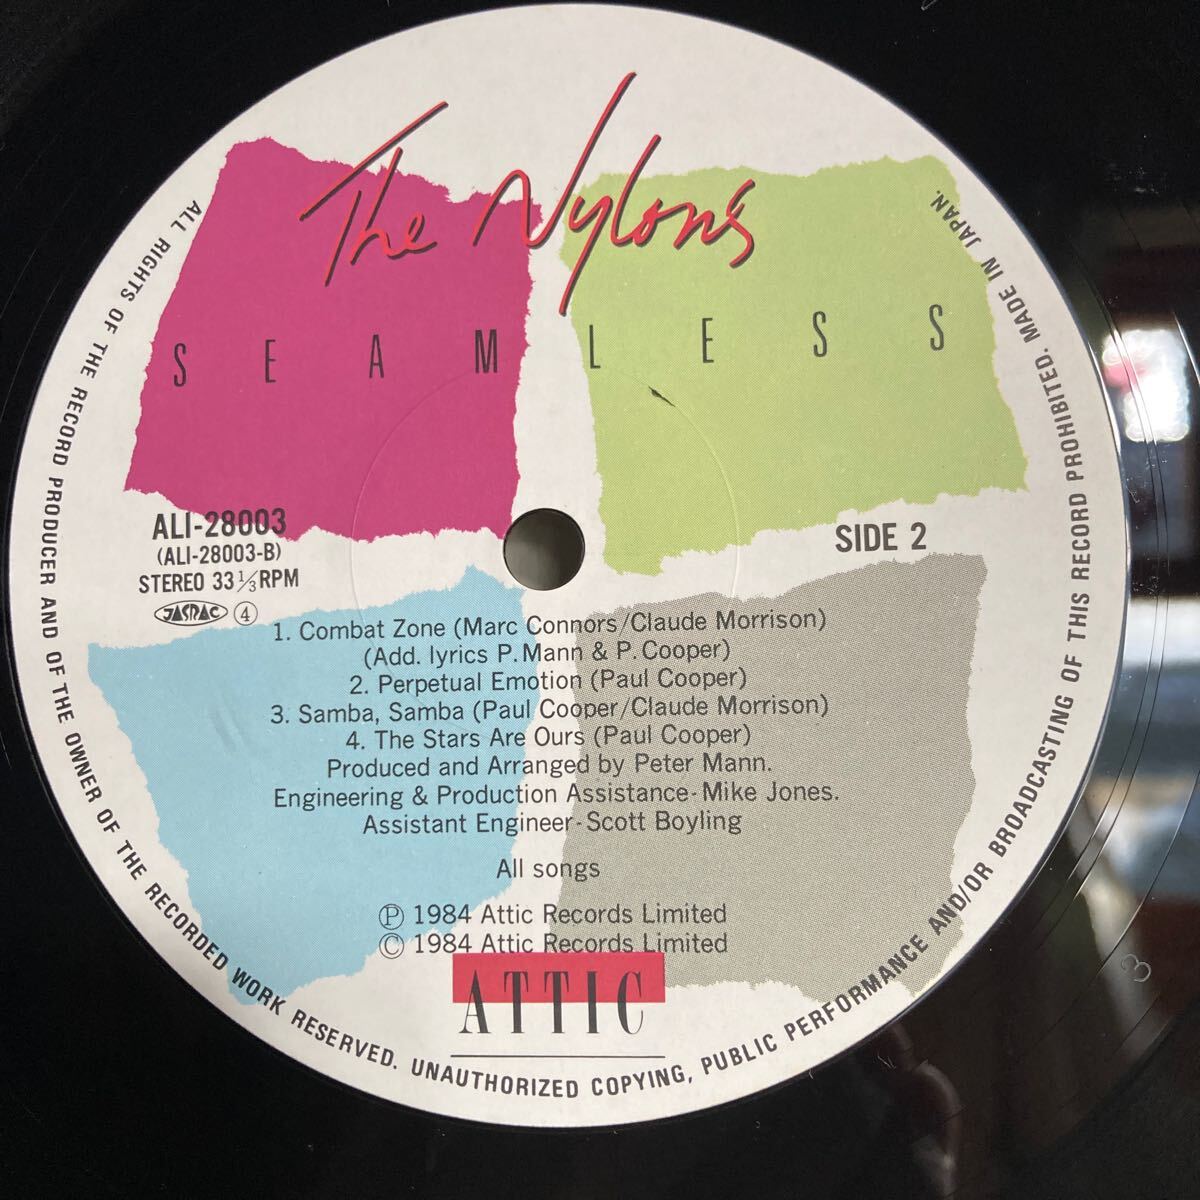 The Nylons
SEAMLESS
ALI-28003
(ALI-28003-B)
STEREO 33 1/3 RPM
JASRAC ④
SIDE 2
1. Combat Zone (Marc Connors/Claude Morrison)
(Add. lyrics P. Mann & P. Cooper)
2. Perpetual Emotion (Paul Cooper)
3. Samba, Samba (Paul Cooper/Claude Morrison)
4. The Stars Are Ours (Paul Cooper)
Produced and Arranged by Peter Mann.
Engineering & Production Assistance-Mike Jones.
Assistant Engineer-Scott Boyling
All songs
Ⓟ 1984 Attic Records Limited
© 1984 Attic Records Limited
ATTIC
ALL RIGHTS OF THE RECORD PRODUCER AND OF THE OWNER OF THE RECORDED WORK RESERVED. UNAUTHORIZED COPYING, PUBLIC PERFORMANCE AND/OR BROADCASTING OF THIS RECORD PROHIBITED. MADE IN JAPAN.
3